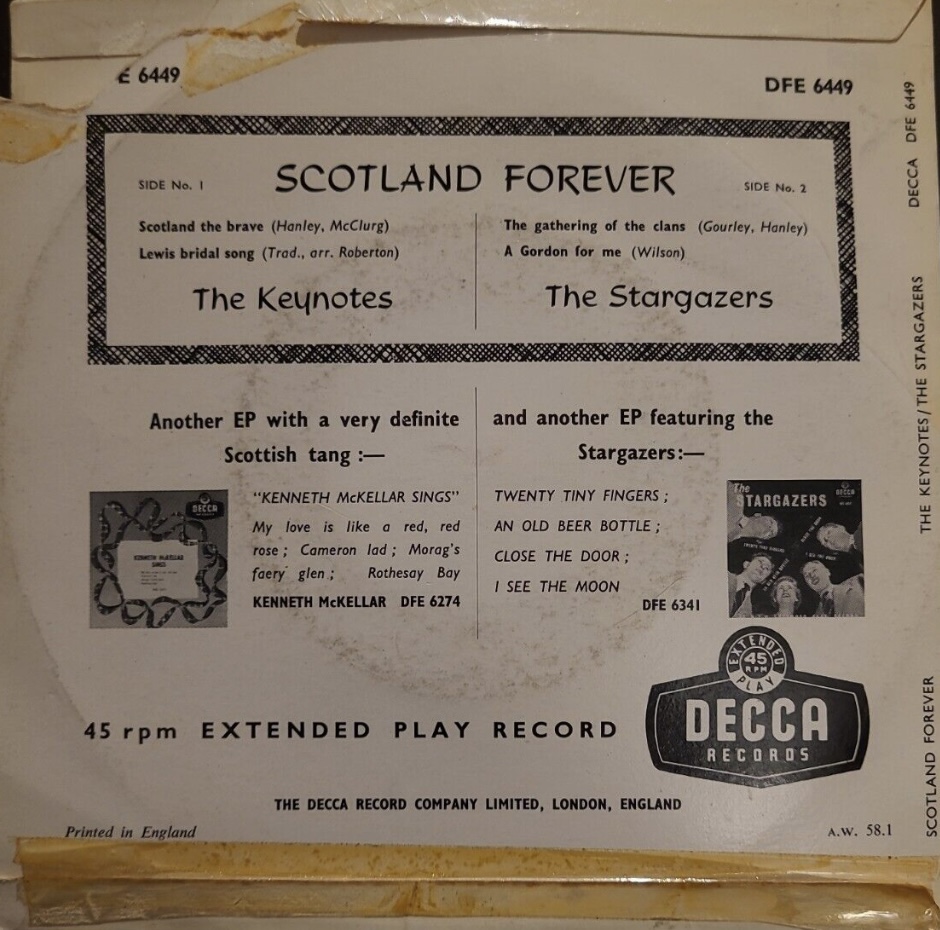 E 6449
DFE 6449
SCOTLAND FOREVER
SIDE No. 1
SIDE No. 2
Scotland the brave (Hanley, McClurg)
Lewis bridal song (Trad., arr. Roberton)
The Keynotes
The gathering of the clans (Gourley, Hanley)
A Gordon for me (Wilson)
The Stargazers
Another EP with a very definite
Scottish tang :—
DECCA
KENNETH McKELLAR
SINGS
"KENNETH McKELLAR SINGS"
My love is like a red, red
rose ; Cameron lad ; Morag's
faery glen ; Rothesay Bay
KENNETH McKELLAR DFE 6274
and another EP featuring the
Stargazers:—
TWENTY TINY FINGERS ;
AN OLD BEER BOTTLE ;
CLOSE THE DOOR ;
I SEE THE MOON
DFE 6341
The
STARGAZERS
DECCA
45 rpm EXTENDED PLAY RECORD
EXTENDED
45
RPM
PLAY
DECCA
RECORDS
THE DECCA RECORD COMPANY LIMITED, LONDON, ENGLAND
Printed in England
A.W. 58.1
SCOTLAND FOREVER THE KEYNOTES/THE STARGAZERS DECCA DFE 6449